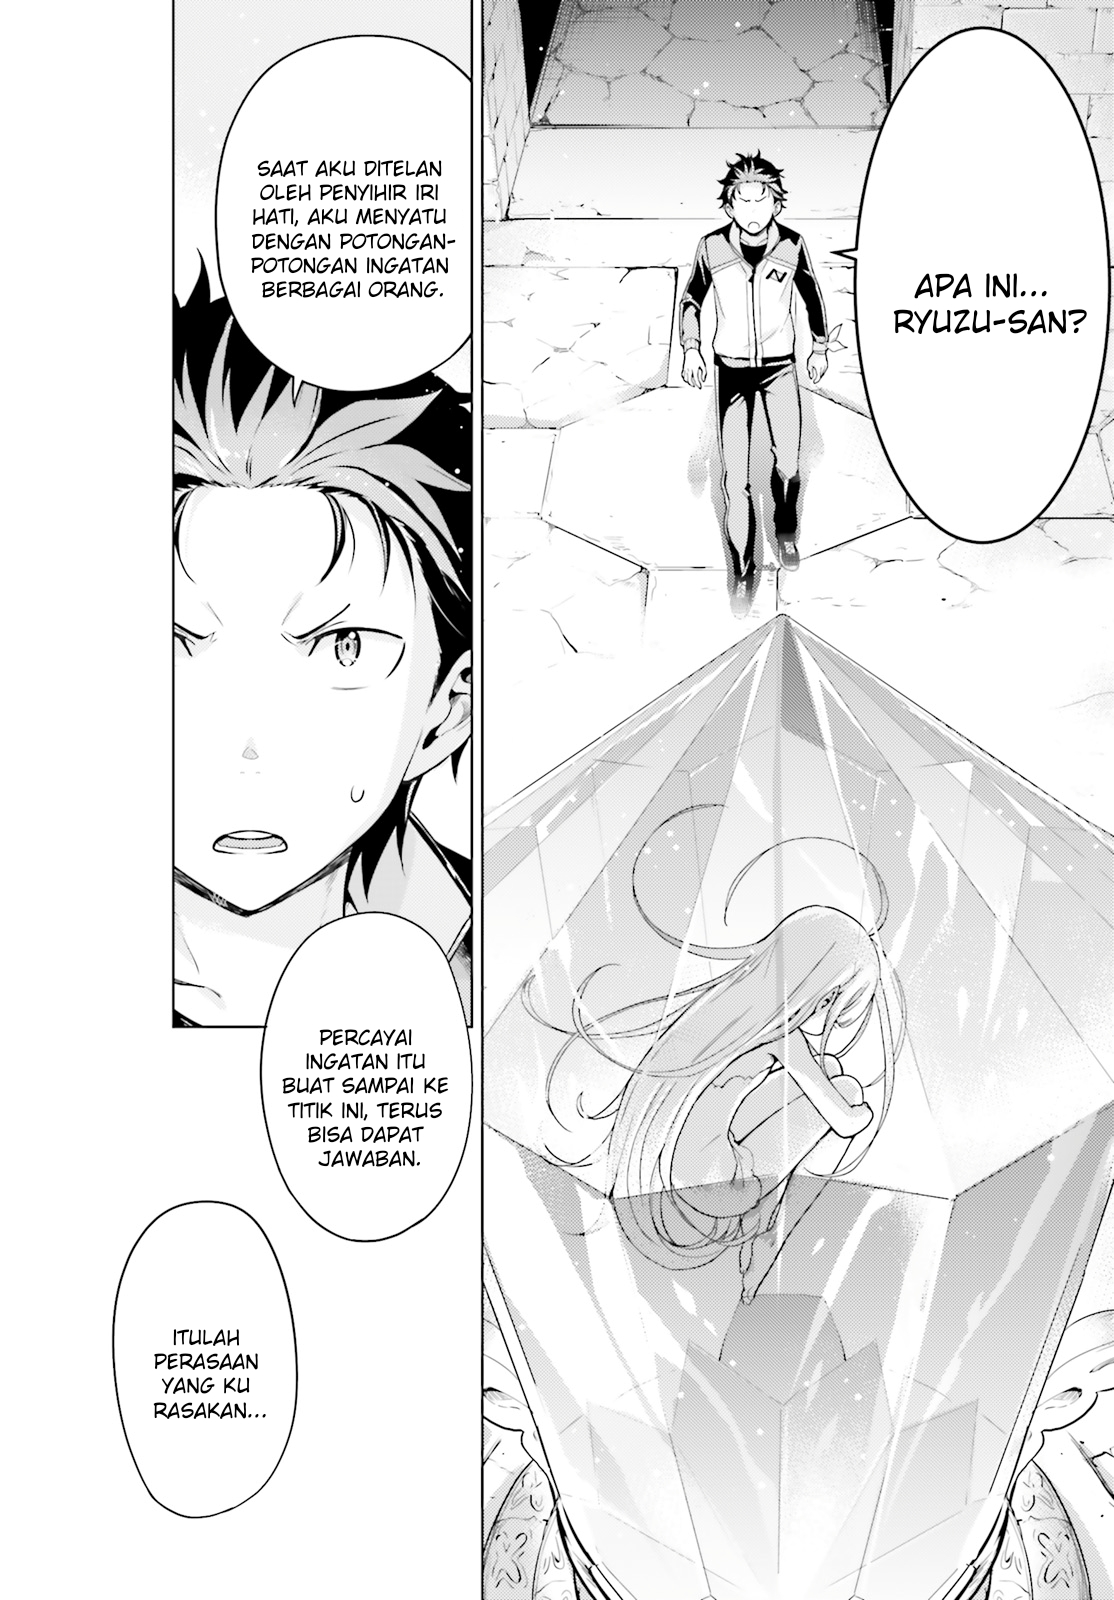 APA INI...
RYUZU-SAN?
SAAT AKU DITELAN
OLEH PENYIHIR IRI
HATI, AKU MENYATU
DENGAN POTONGAN-
POTONGAN INGATAN
BERBAGAI ORANG.
PERCAYAI
INGATAN ITU
BUAT SAMPAI KE
TITIK INI, TERUS
BISA DAPAT
JAWABAN.
ITULAH
PERASAAN
YANG KU
RASAKAN...